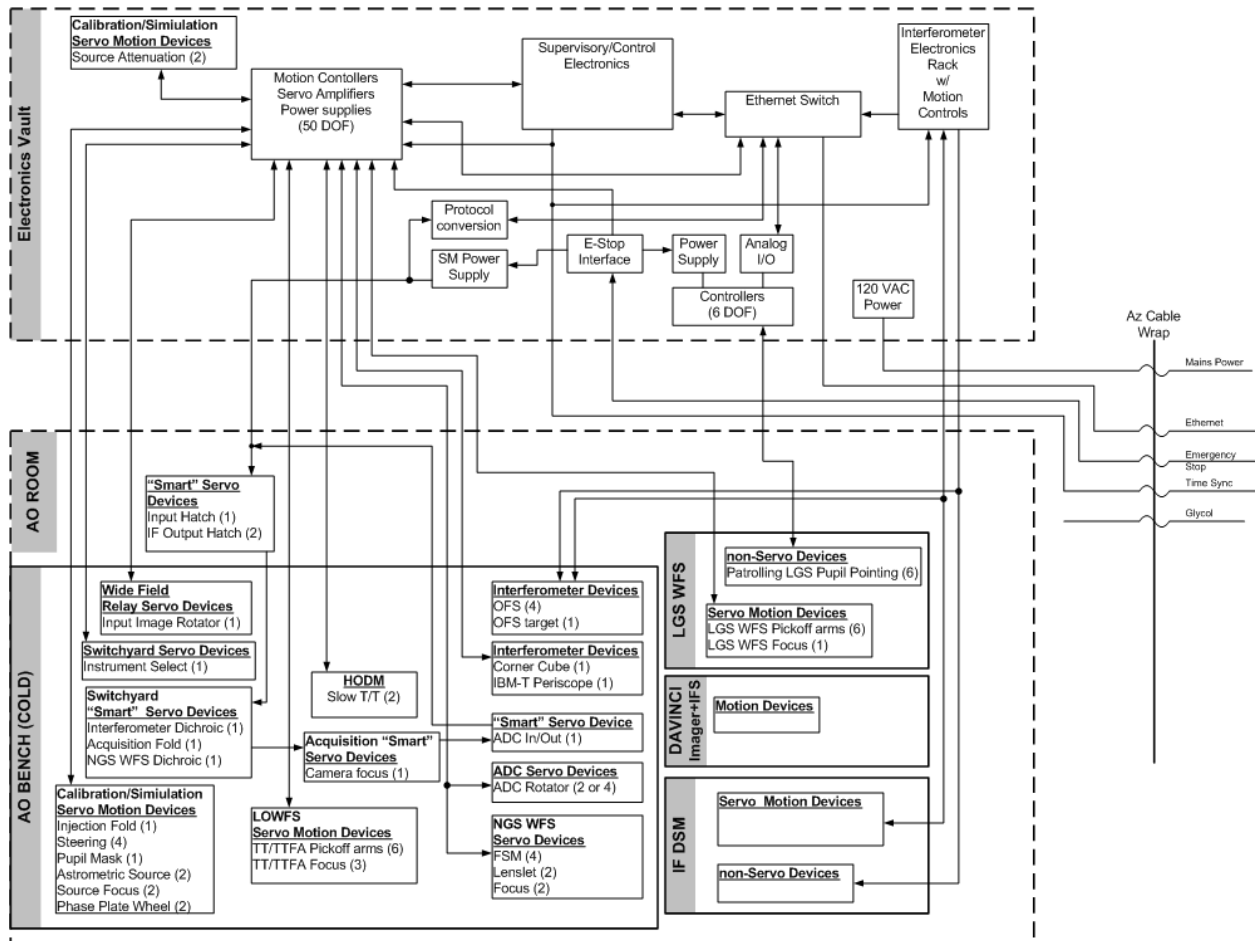 Electronics Vault
Calibration/Simiulation
Servo Motion Devices
Source Attenuation (2)
Motion Contollers
Servo Amplifiers
Power supplies
(50 DOF)
Supervisory/Control
Electronics
Ethernet Switch
Interferometer
Electronics
Rack
w/
Motion
Controls
Protocol
conversion
SM Power
Supply
E-Stop
Interface
Power
Supply
Analog
I/O
Controllers
(6 DOF)
120 VAC
Power
Az Cable
Wrap
Mains Power
Ethernet
Emergency
Stop
Time Sync
Glycol
AO ROOM
"Smart" Servo
Devices
Input Hatch (1)
IF Output Hatch (2)
AO BENCH (COLD)
Wide Field
Relay Servo Devices
Input Image Rotator (1)
Switchyard Servo Devices
Instrument Select (1)
Switchyard
"Smart" Servo Devices
Interferometer Dichroic (1)
Acquisition Fold (1)
NGS WFS Dichroic (1)
Calibration/Simiulation
Servo Motion Devices
Injection Fold (1)
Steering (4)
Pupil Mask (1)
Astrometric Source (2)
Source Focus (2)
Phase Plate Wheel (2)
HODM
Slow T/T (2)
Acquisition "Smart"
Servo Devices
Camera focus (1)
LOWFS
Servo Motion Devices
TT/TTFA Pickoff arms (6)
TT/TTFA Focus (3)
Interferometer Devices
OFS (4)
OFS target (1)
Interferometer Devices
Corner Cube (1)
IBM-T Periscope (1)
"Smart" Servo Device
ADC In/Out (1)
ADC Servo Devices
ADC Rotator (2 or 4)
NGS WFS
Servo Devices
FSM (4)
Lenslet (2)
Focus (2)
LGS WFS
non-Servo Devices
Patrolling LGS Pupil Pointing (6)
Servo Motion Devices
LGS WFS Pickoff arms (6)
LGS WFS Focus (1)
DAVINCI
Imager+IFS
Motion Devices
IF DSM
Servo Motion Devices
non-Servo Devices